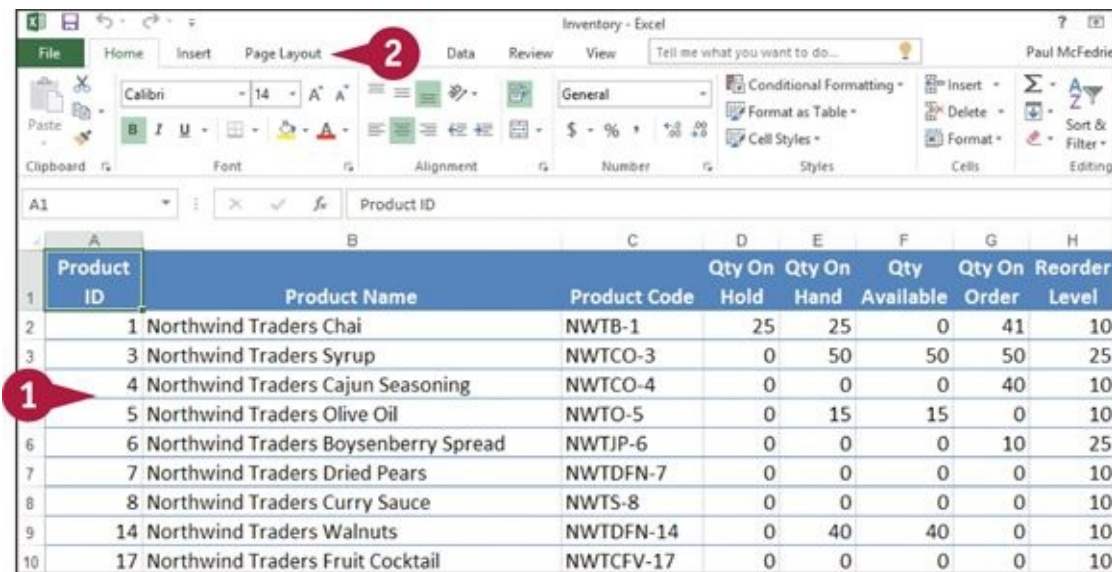 Inventory - Excel ?
File Home Insert Page Layout 2 Data Review View Tell me what you want to do... Paul McFedrie
Calibri 14 A A General Conditional Formatting Insert Σ A Z
Paste B I U A $ % , Format as Table Delete Sort &
Cell Styles Format Filter
Clipboard Font Alignment Number Styles Cells Editing
A1 fx Product ID
A B C D E F G H
1 Product ID Product Name Product Code Qty On Hold Qty On Hand Qty Available Qty On Order Reorder Level
2 1 Northwind Traders Chai NWTB-1 25 25 0 41 10
3 3 Northwind Traders Syrup NWTCO-3 0 50 50 50 25
1 4 Northwind Traders Cajun Seasoning NWTCO-4 0 0 0 40 10
5 Northwind Traders Olive Oil NWTO-5 0 15 15 0 10
6 6 Northwind Traders Boysenberry Spread NWTJP-6 0 0 0 10 25
7 7 Northwind Traders Dried Pears NWTDFN-7 0 0 0 0 10
8 8 Northwind Traders Curry Sauce NWTS-8 0 0 0 0 10
9 14 Northwind Traders Walnuts NWTDFN-14 0 40 40 0 10
10 17 Northwind Traders Fruit Cocktail NWTCFV-17 0 0 0 0 10